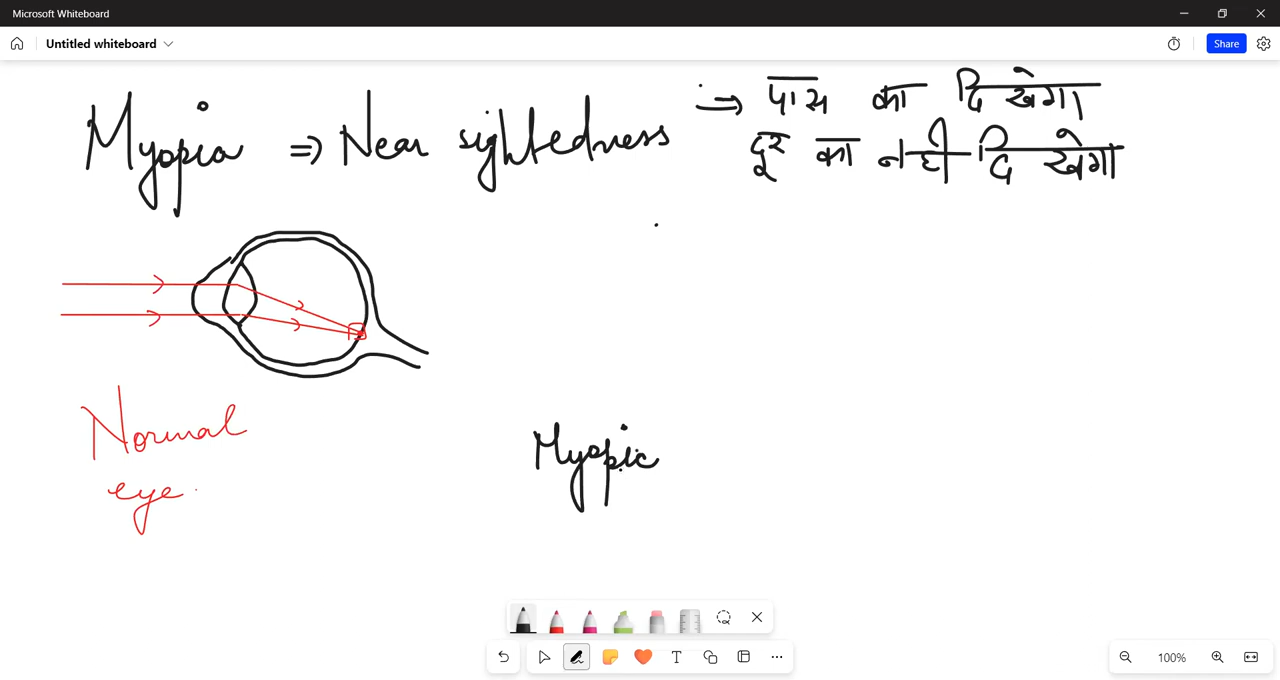 Microsoft Whiteboard
Untitled whiteboard
Share
Myopia ⇒ Near sightedness ⇒ पास का दिखेगा
दूर का नही दिखेगा
Normal
eye
Myopic
100%